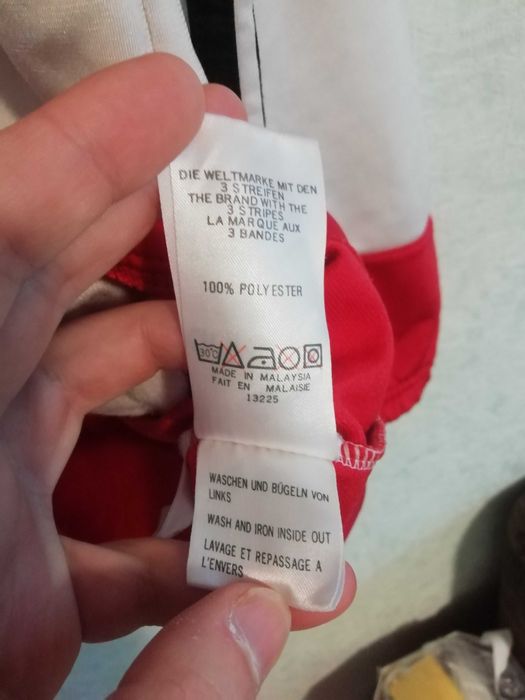 DIE WELTMARKE MIT DEN
3 STREIFEN
THE BRAND WITH THE
3 STRIPES
LA MARQUE AUX
3 BANDES
100% POLYESTER
30°C
MADE IN MALAYSIA
FAIT EN MALAISIE
13225
WASCHEN UND BÜGELN VON
LINKS
WASH AND IRON INSIDE OUT
LAVAGE ET REPASSAGE A
L'ENVERS